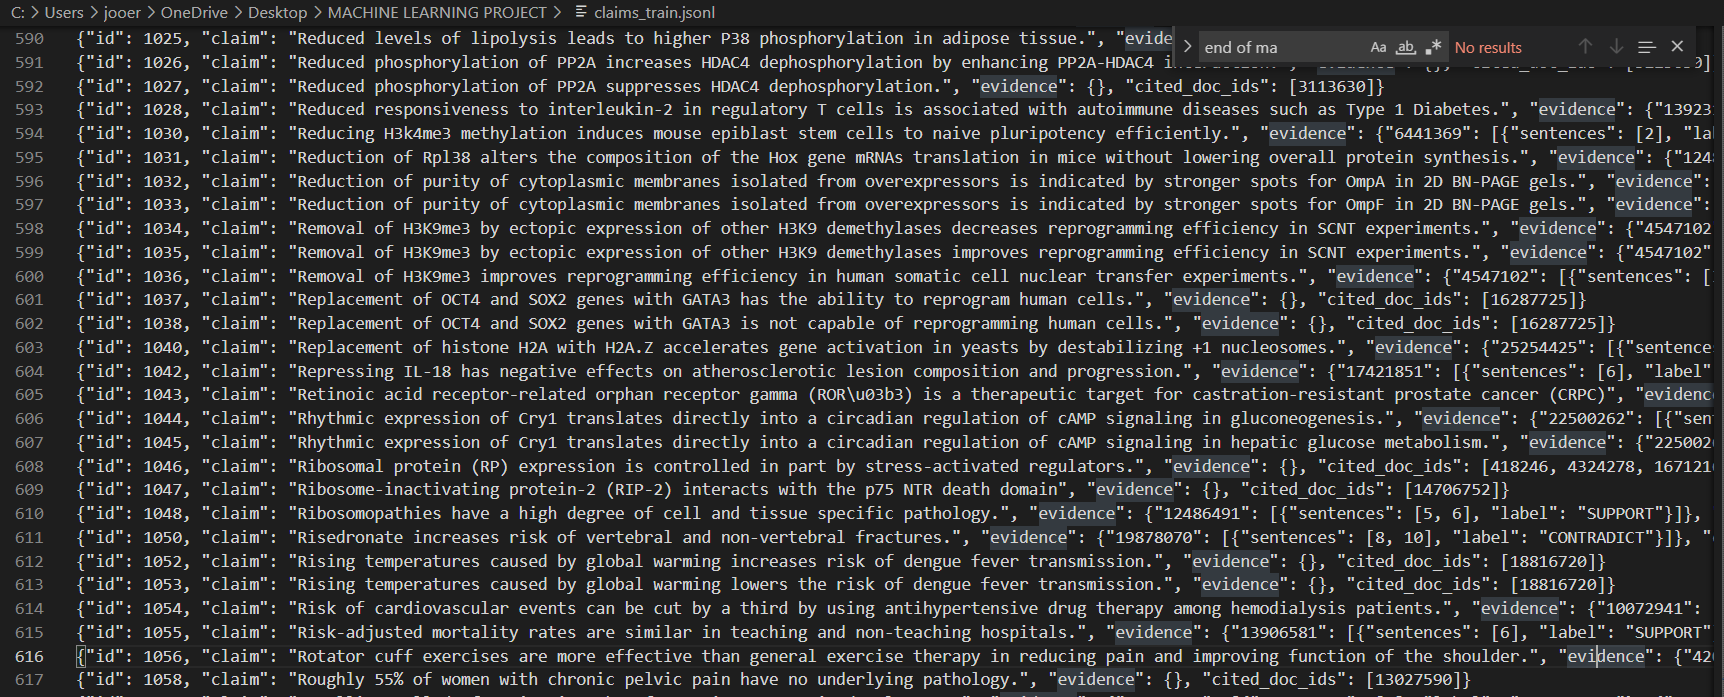 C: > Users > jooer > OneDrive > Desktop > MACHINE LEARNING PROJECT > claims_train.jsonl
end of ma Aa ab .* No results
590 {"id": 1025, "claim": "Reduced levels of lipolysis leads to higher P38 phosphorylation in adipose tissue.", "evide
591 {"id": 1026, "claim": "Reduced phosphorylation of PP2A increases HDAC4 dephosphorylation by enhancing PP2A-HDAC4
592 {"id": 1027, "claim": "Reduced phosphorylation of PP2A suppresses HDAC4 dephosphorylation.", "evidence": {}, "cited_doc_ids": [3113630]}
593 {"id": 1028, "claim": "Reduced responsiveness to interleukin-2 in regulatory T cells is associated with autoimmune diseases such as Type 1 Diabetes.", "evidence": {"13923
594 {"id": 1030, "claim": "Reducing H3k4me3 methylation induces mouse epiblast stem cells to naive pluripotency efficiently.", "evidence": {"6441369": [{"sentences": [2], "la
595 {"id": 1031, "claim": "Reduction of Rpl38 alters the composition of the Hox gene mRNAs translation in mice without lowering overall protein synthesis.", "evidence": {"124
596 {"id": 1032, "claim": "Reduction of purity of cytoplasmic membranes isolated from overexpressors is indicated by stronger spots for OmpA in 2D BN-PAGE gels.", "evidence":
597 {"id": 1033, "claim": "Reduction of purity of cytoplasmic membranes isolated from overexpressors is indicated by stronger spots for OmpF in 2D BN-PAGE gels.", "evidence":
598 {"id": 1034, "claim": "Removal of H3K9me3 by ectopic expression of other H3K9 demethylases decreases reprogramming efficiency in SCNT experiments.", "evidence": {"4547102
599 {"id": 1035, "claim": "Removal of H3K9me3 by ectopic expression of other H3K9 demethylases improves reprogramming efficiency in SCNT experiments.", "evidence": {"4547102"
600 {"id": 1036, "claim": "Removal of H3K9me3 improves reprogramming efficiency in human somatic cell nuclear transfer experiments.", "evidence": {"4547102": [{"sentences": [
601 {"id": 1037, "claim": "Replacement of OCT4 and SOX2 genes with GATA3 has the ability to reprogram human cells.", "evidence": {}, "cited_doc_ids": [16287725]}
602 {"id": 1038, "claim": "Replacement of OCT4 and SOX2 genes with GATA3 is not capable of reprogramming human cells.", "evidence": {}, "cited_doc_ids": [16287725]}
603 {"id": 1040, "claim": "Replacement of histone H2A with H2A.Z accelerates gene activation in yeasts by destabilizing +1 nucleosomes.", "evidence": {"25254425": [{"sentence
604 {"id": 1042, "claim": "Repressing IL-18 has negative effects on atherosclerotic lesion composition and progression.", "evidence": {"17421851": [{"sentences": [6], "label"
605 {"id": 1043, "claim": "Retinoic acid receptor-related orphan receptor gamma (ROR\u03b3) is a therapeutic target for castration-resistant prostate cancer (CRPC)", "evidenc
606 {"id": 1044, "claim": "Rhythmic expression of Cry1 translates directly into a circadian regulation of cAMP signaling in gluconeogenesis.", "evidence": {"22500262": [{"sen
607 {"id": 1045, "claim": "Rhythmic expression of Cry1 translates directly into a circadian regulation of cAMP signaling in hepatic glucose metabolism.", "evidence": {"225002
608 {"id": 1046, "claim": "Ribosomal protein (RP) expression is controlled in part by stress-activated regulators.", "evidence": {}, "cited_doc_ids": [418246, 4324278, 167121
609 {"id": 1047, "claim": "Ribosome-inactivating protein-2 (RIP-2) interacts with the p75 NTR death domain", "evidence": {}, "cited_doc_ids": [14706752]}
610 {"id": 1048, "claim": "Ribosomopathies have a high degree of cell and tissue specific pathology.", "evidence": {"12486491": [{"sentences": [5, 6], "label": "SUPPORT"}]},
611 {"id": 1050, "claim": "Risedronate increases risk of vertebral and non-vertebral fractures.", "evidence": {"19878070": [{"sentences": [8, 10], "label": "CONTRADICT"}]}, "c
612 {"id": 1052, "claim": "Rising temperatures caused by global warming increases risk of dengue fever transmission.", "evidence": {}, "cited_doc_ids": [18816720]}
613 {"id": 1053, "claim": "Rising temperatures caused by global warming lowers the risk of dengue fever transmission.", "evidence": {}, "cited_doc_ids": [18816720]}
614 {"id": 1054, "claim": "Risk of cardiovascular events can be cut by a third by using antihypertensive drug therapy among hemodialysis patients.", "evidence": {"10072941":
615 {"id": 1055, "claim": "Risk-adjusted mortality rates are similar in teaching and non-teaching hospitals.", "evidence": {"13906581": [{"sentences": [6], "label": "SUPPORT"
616 {"id": 1056, "claim": "Rotator cuff exercises are more effective than general exercise therapy in reducing pain and improving function of the shoulder.", "evidence": {"42
617 {"id": 1058, "claim": "Roughly 55% of women with chronic pelvic pain have no underlying pathology.", "evidence": {}, "cited_doc_ids": [13027590]}